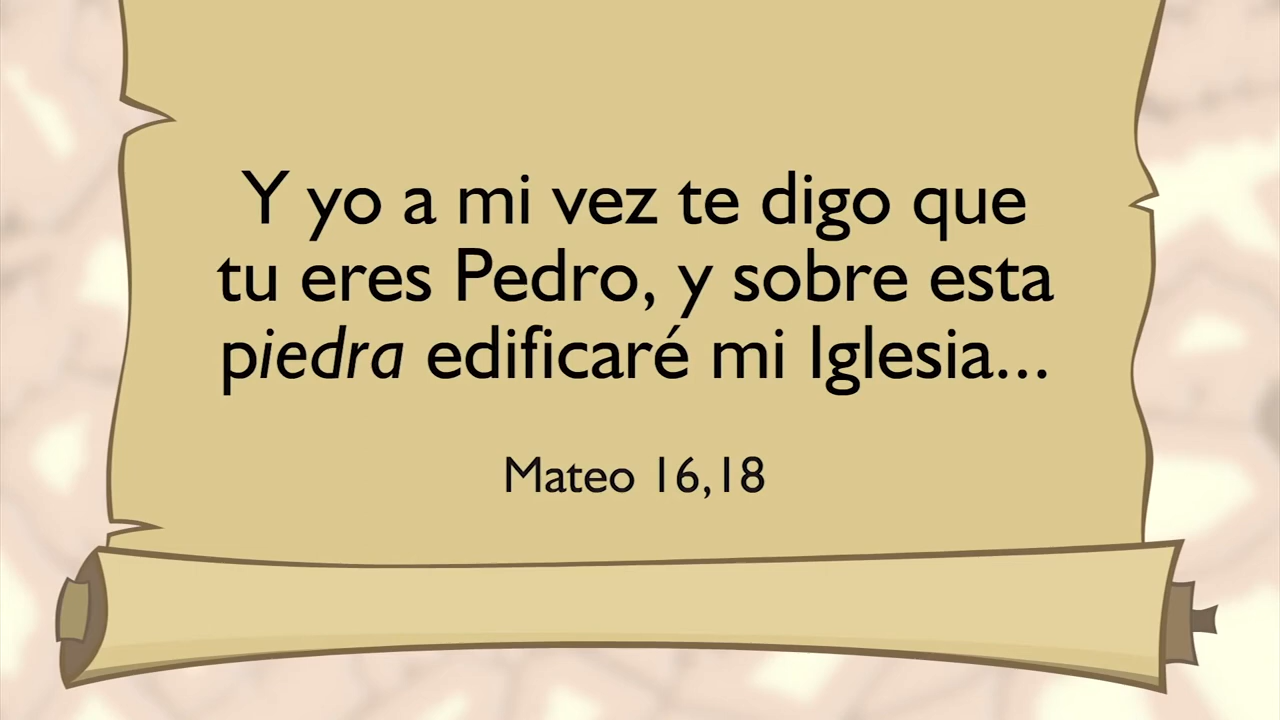 Y yo a mi vez te digo que
tu eres Pedro, y sobre esta
piedra edificaré mi Iglesia...
Mateo 16,18